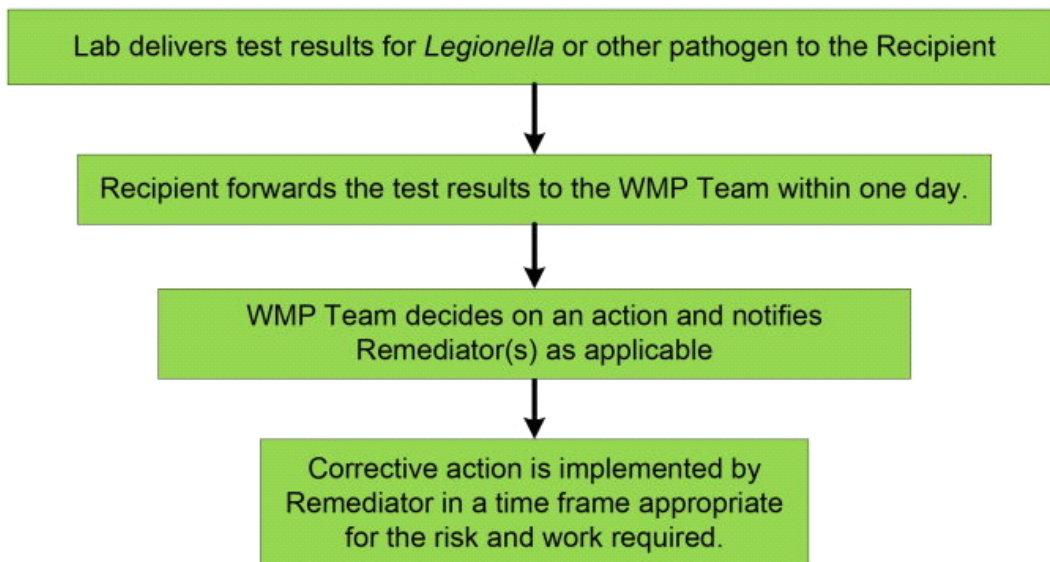 Lab delivers test results for Legionella or other pathogen to the Recipient
Recipient forwards the test results to the WMP Team within one day.
WMP Team decides on an action and notifies
Remediator(s) as applicable
Corrective action is implemented by
Remediator in a time frame appropriate
for the risk and work required.